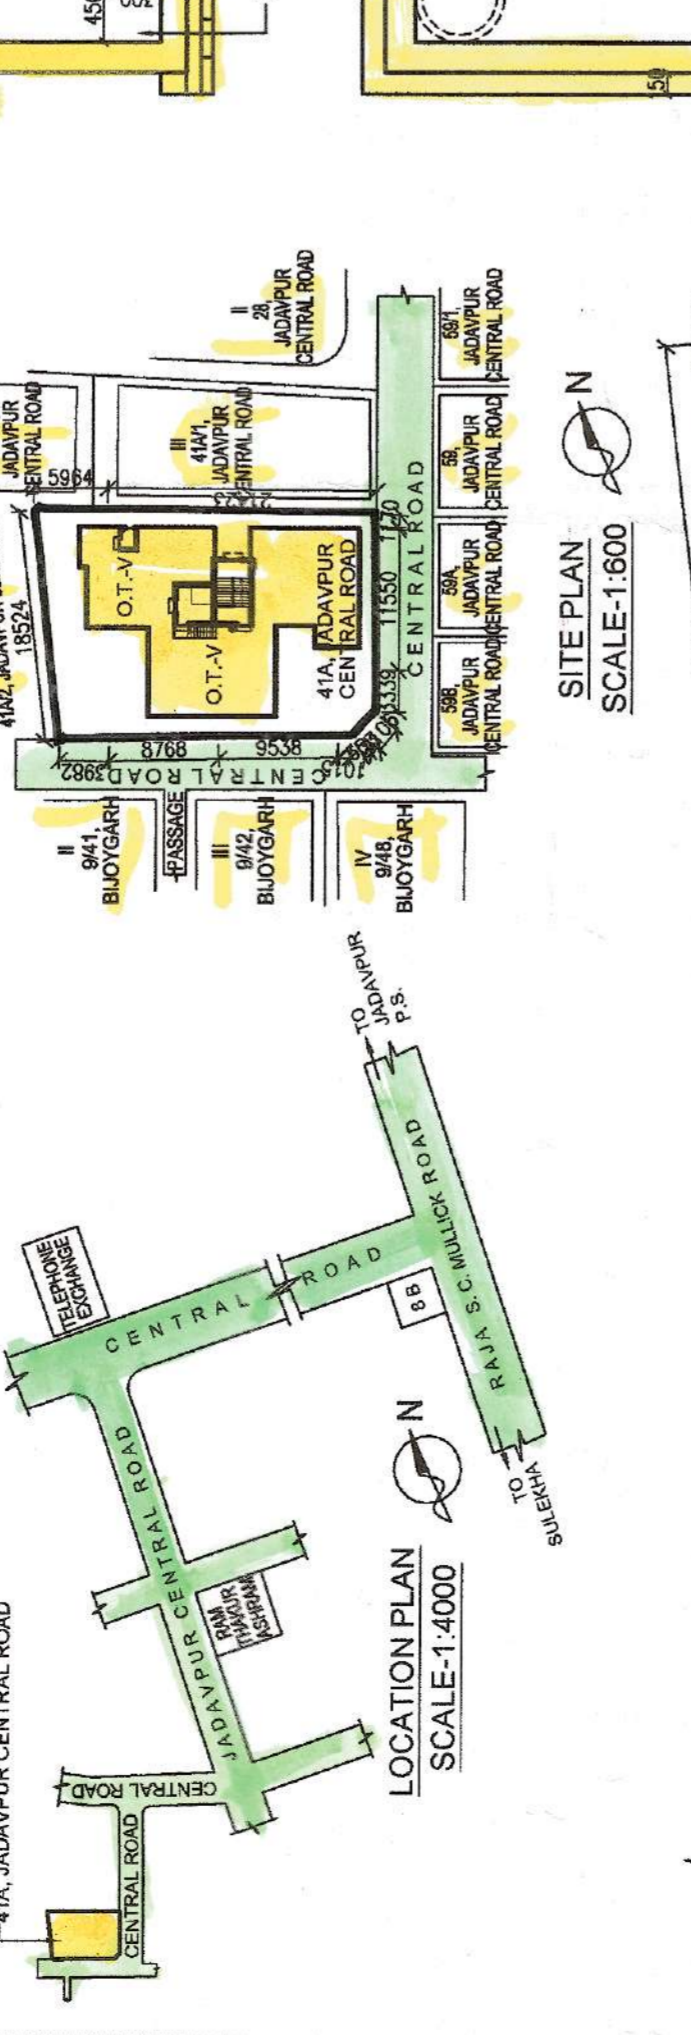 450
JADAVPUR
CENTRAL ROAD
5964
18524
II
28,
JADAVPUR
CENTRAL ROAD
III
41A/1,
JADAVPUR
CENTRAL ROAD
21423
O.T.-V
O.T.-V
41A, JADAVPUR
CENTRAL ROAD
1170
11550
3339
CENTRAL ROAD
59/1,
JADAVPUR
CENTRAL ROAD
59,
JADAVPUR
CENTRAL ROAD
59A,
JADAVPUR
CENTRAL ROAD
59B,
JADAVPUR
CENTRAL ROAD
3982
8768
9538
CENTRAL ROAD
II
9/41,
BIJOYGARH
PASSAGE
III
9/42,
BIJOYGARH
IV
9/48,
BIJOYGARH
N
SITE PLAN
SCALE-1:600
TO
JADAVPUR
P.S.
TELEPHONE
EXCHANGE
CENTRAL ROAD
8B
RAJA S.C. MULLICK ROAD
TO
SULEKHA
JADAVPUR CENTRAL ROAD
RAM
THAKUR
ASHRAM
CENTRAL ROAD
CENTRAL ROAD
41A, JADAVPUR CENTRAL ROAD
N
LOCATION PLAN
SCALE-1:4000